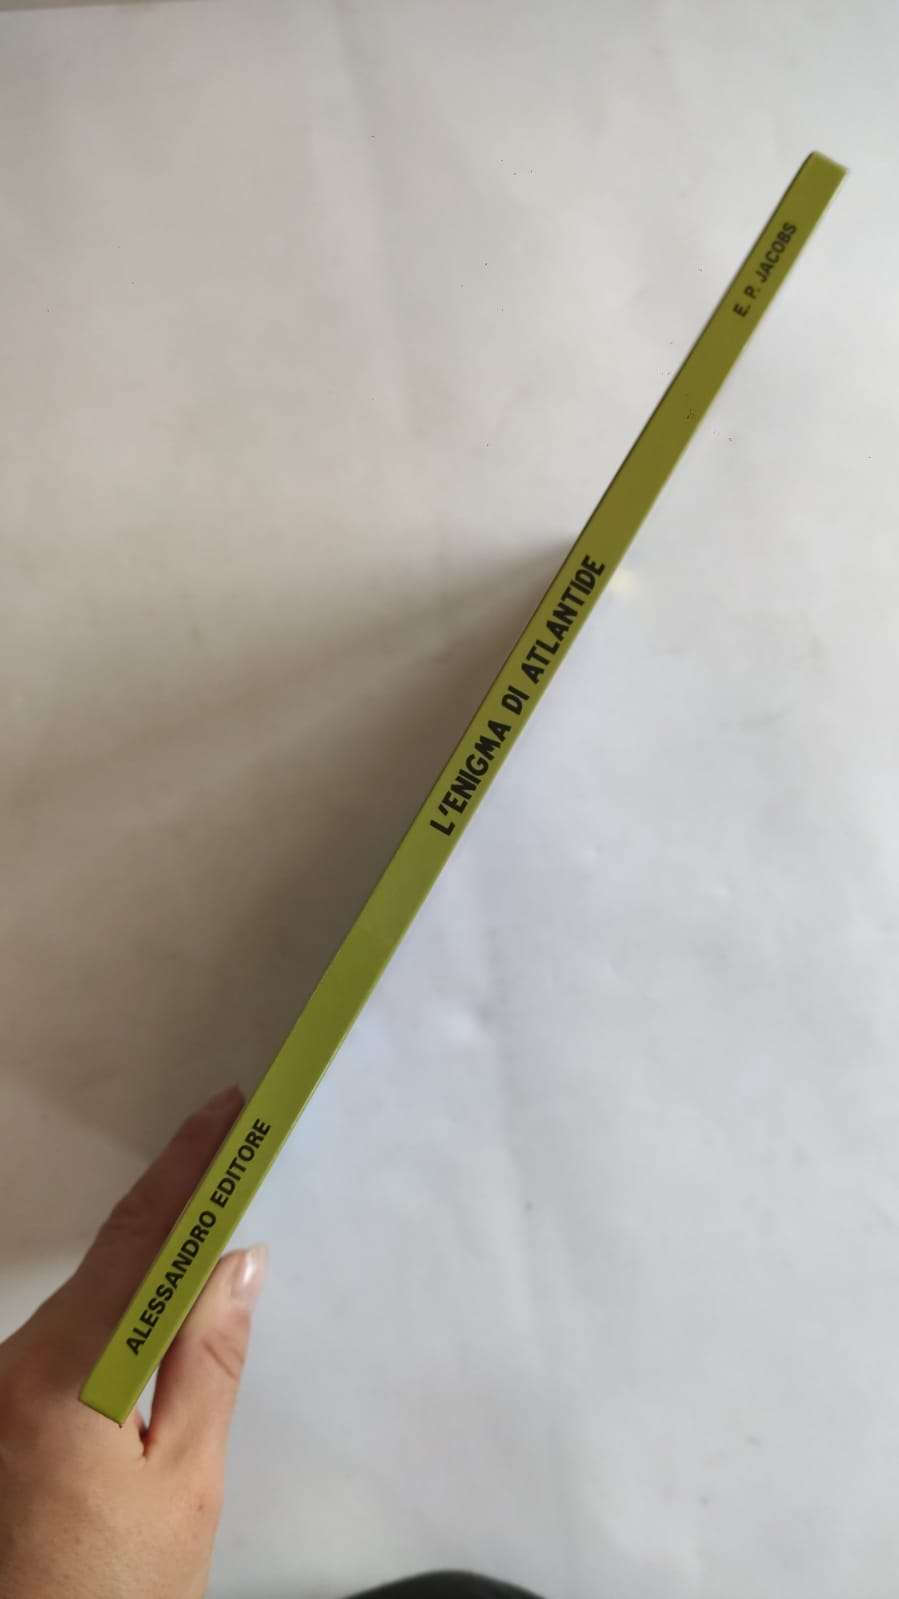 ALESSANDRO EDITORE
L'ENIGMA DI ATLANTIDE
E. P. JACOBS